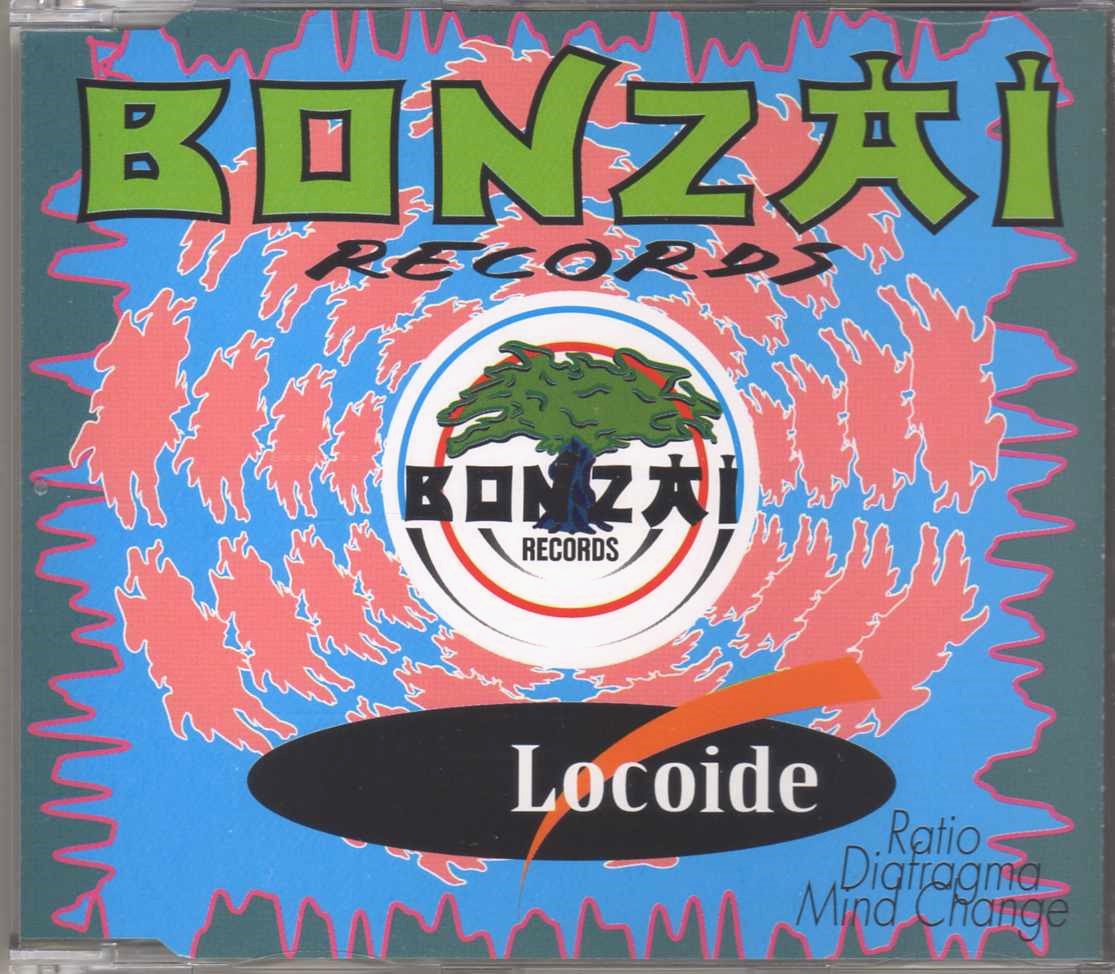 BONZAI
RECORDS
BONZAI
RECORDS
Locoide
Ratio
Diafragma
Mind Change